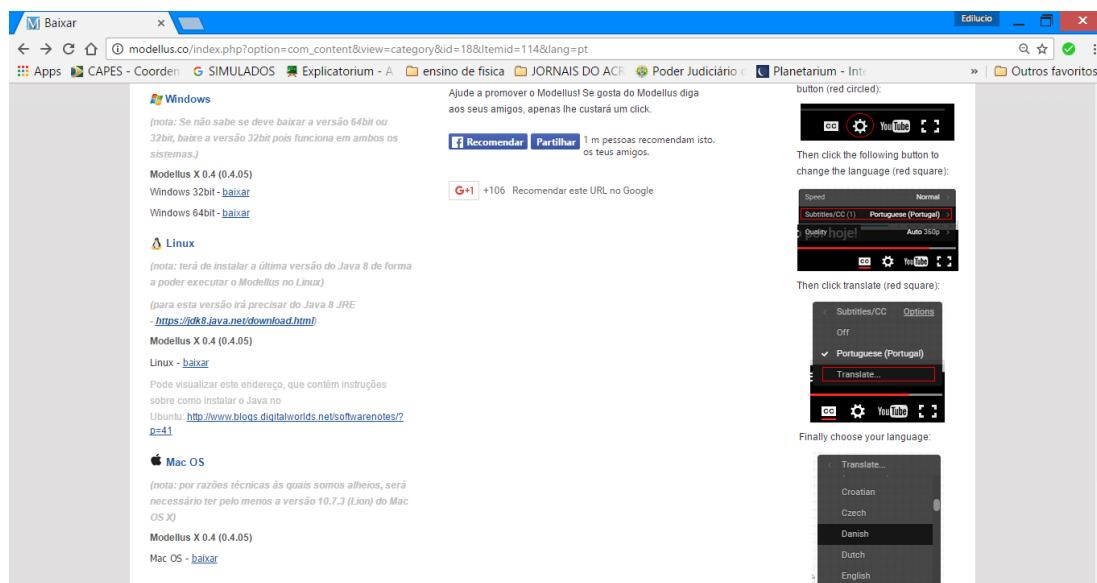 Baixar
Edilucio
modellus.co/index.php?option=com_content&view=category&id=18&Itemid=114&lang=pt
Apps CAPES - Coorden SIMULADOS Explicatorium - A ensino de fisica JORNAIS DO ACR Poder Judiciário d Planetarium - Inte » Outros favoritos
Windows
(nota: Se não sabe se deve baixar a versão 64bit ou
32bit, baixe a versão 32bit pois funciona em ambos os
sistemas.)
Modellus X 0.4 (0.4.05)
Windows 32bit - baixar
Windows 64bit - baixar
Linux
(nota: terá de instalar a última versão do Java 8 de forma
a poder executar o Modellus no Linux)
(para esta versão irá precisar do Java 8 JRE
- https://jdk8.java.net/download.html)
Modellus X 0.4 (0.4.05)
Linux - baixar
Pode visualizar este endereço, que contêm instruções
sobre como instalar o Java no
Ubuntu: http://www.blogs.digitalworlds.net/softwarenotes/?
p=41
Mac OS
(nota: por razões técnicas às quais somos alheios, será
necessário ter pelo menos a versão 10.7.3 (Lion) do Mac
OS X)
Modellus X 0.4 (0.4.05)
Mac OS - baixar
Ajude a promover o Modellus! Se gosta do Modellus diga
aos seus amigos, apenas lhe custará um click.
Recomendar Partilhar 1 m pessoas recomendam isto.
os teus amigos.
G+1 +106 Recomendar este URL no Google
button (red circled):
CC YouTube
Then click the following button to
change the language (red square):
Speed Normal >
Subtitles/CC (1) Portuguese (Portugal) >
Quality Auto 360p >
o por hoje!
CC YouTube
Then click translate (red square):
< Subtitles/CC Options
Off
✓ Portuguese (Portugal)
Translate...
CC YouTube
Finally choose your language:
< Translate...
Croatian
Czech
Danish
Dutch
English